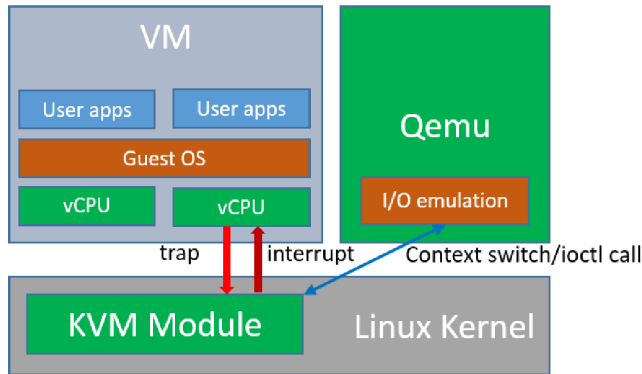 VM
User apps
User apps
Guest OS
vCPU
vCPU
Qemu
I/O emulation
trap
interrupt
Context switch/ioctl call
KVM Module
Linux Kernel